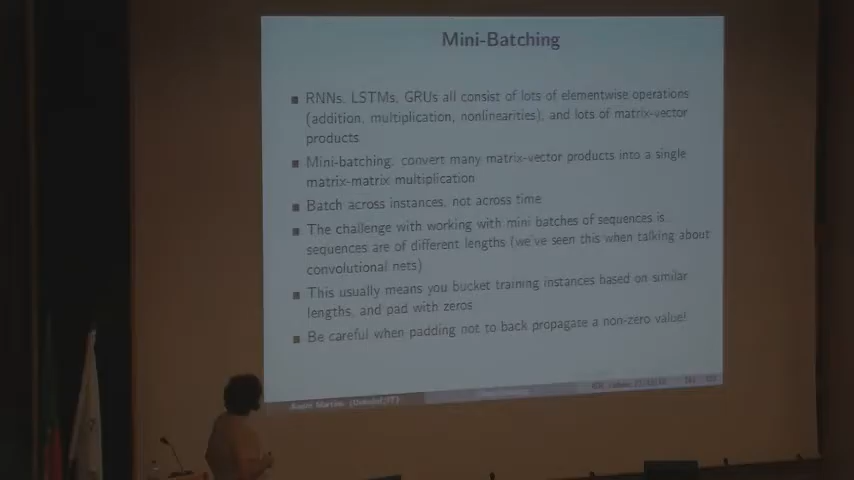 Mini-Batching
RNNs, LSTMs, GRUs all consist of lots of elementwise operations
(addition, multiplication, nonlinearities), and lots of matrix-vector
products
Mini-batching: convert many matrix-vector products into a single
matrix-matrix multiplication
Batch across instances, not across time
The challenge with working with mini batches of sequences is...
sequences are of different lengths (we've seen this when talking about
convolutional nets)
This usually means you bucket training instances based on similar
lengths, and pad with zeros
Be careful when padding not to back propagate a non-zero value!